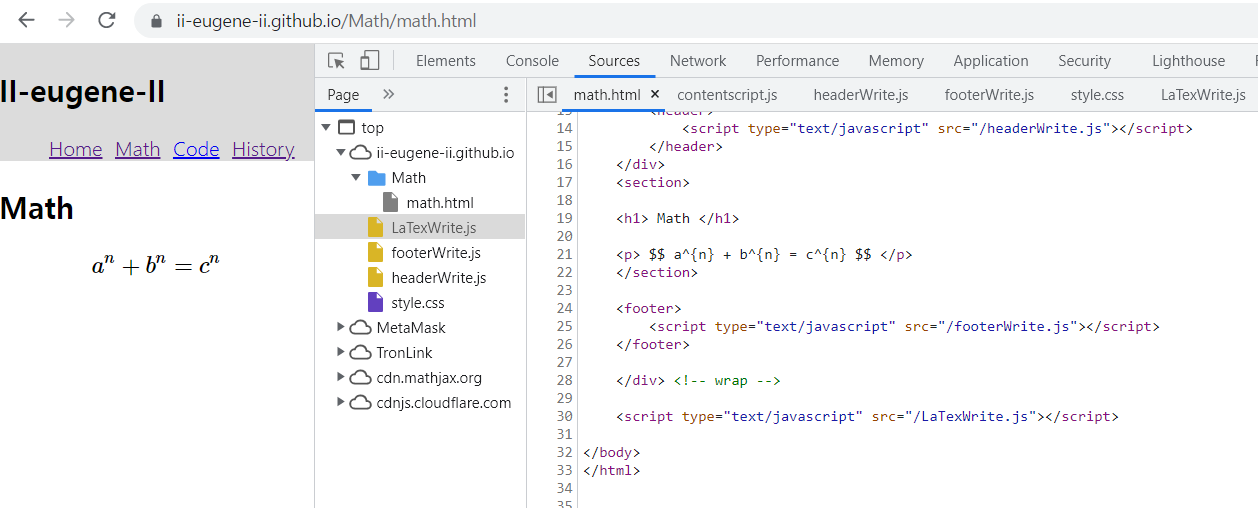 ii-eugene-ii.github.io/Math/math.html
II-eugene-II
Home Math Code History
Math
aⁿ + bⁿ = cⁿ
Elements Console Sources Network Performance Memory Application Security Lighthouse
Page »
math.html × contentscript.js headerWrite.js footerWrite.js style.css LaTexWrite.js
top
ii-eugene-ii.github.io
Math
math.html
LaTexWrite.js
footerWrite.js
headerWrite.js
style.css
MetaMask
TronLink
cdn.mathjax.org
cdnjs.cloudflare.com
13 <header>
14 <script type="text/javascript" src="/headerWrite.js"></script>
15 </header>
16 </div>
17 <section>
18
19 <h1> Math </h1>
20
21 <p> $$ a^{n} + b^{n} = c^{n} $$ </p>
22 </section>
23
24 <footer>
25 <script type="text/javascript" src="/footerWrite.js"></script>
26 </footer>
27
28 </div> <!-- wrap -->
29
30 <script type="text/javascript" src="/LaTexWrite.js"></script>
31
32 </body>
33 </html>
34
35